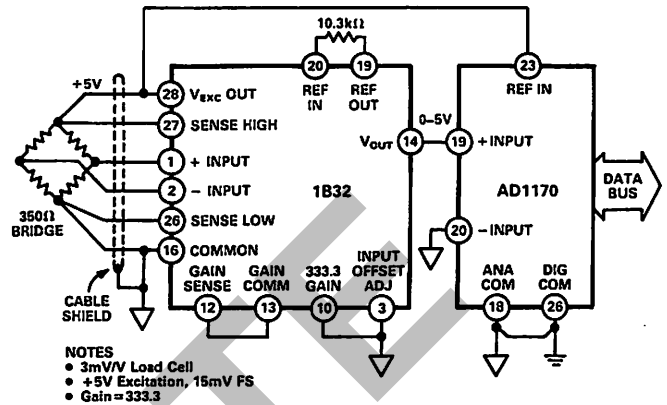 10.3kΩ
+5V
28 VEXC OUT
20 REF IN
19 REF OUT
23 REF IN
27 SENSE HIGH
0–5V
1 + INPUT
VOUT 14
19 +INPUT
2 – INPUT
1B32
AD1170
DATA BUS
350Ω BRIDGE
26 SENSE LOW
20 –INPUT
16 COMMON
CABLE SHIELD
GAIN SENSE 12
GAIN COMM 13
333.3 GAIN 10
INPUT OFFSET ADJ 3
ANA COM 18
DIG COM 26
NOTES
• 3mV/V Load Cell
• +5V Excitation, 15mV FS
• Gain = 333.3